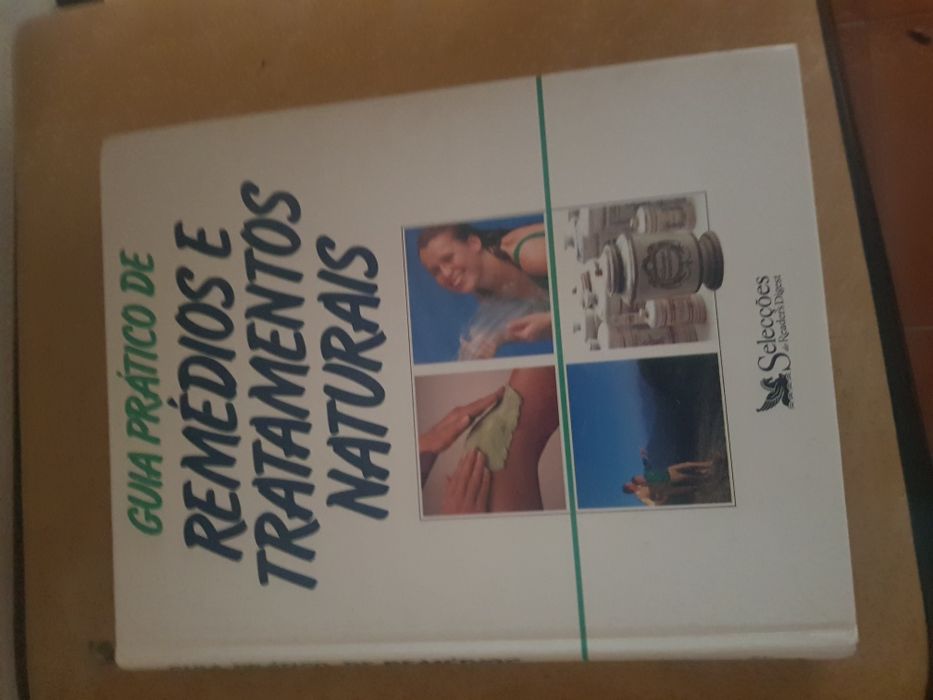 GUIA PRÁTICO DE
REMÉDIOS E
TRATAMENTOS
NATURAIS
Selecções
do Reader's Digest